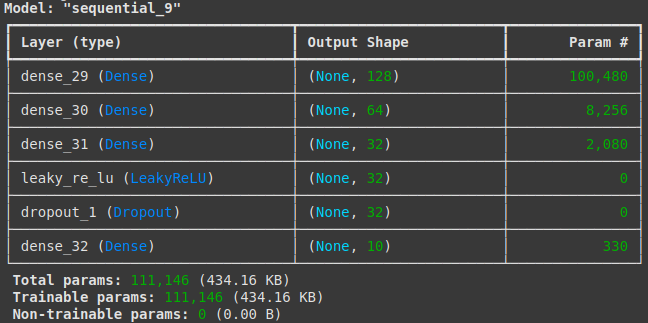 Model: "sequential_9"
Layer (type) Output Shape Param #
dense_29 (Dense) (None, 128) 100,480
dense_30 (Dense) (None, 64) 8,256
dense_31 (Dense) (None, 32) 2,080
leaky_re_lu (LeakyReLU) (None, 32) 0
dropout_1 (Dropout) (None, 32) 0
dense_32 (Dense) (None, 10) 330
Total params: 111,146 (434.16 KB)
Trainable params: 111,146 (434.16 KB)
Non-trainable params: 0 (0.00 B)